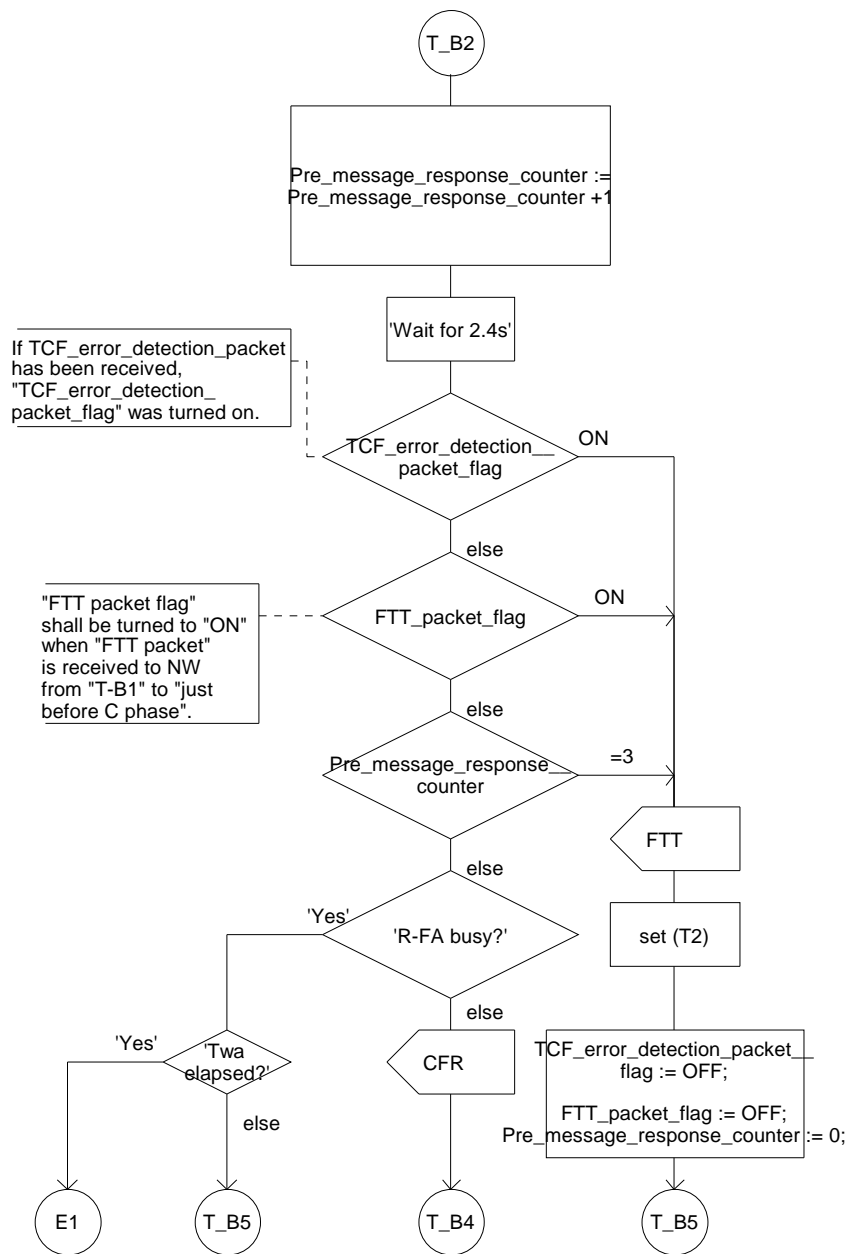 T_B2
Pre_message_response_counter :=
Pre_message_response_counter +1
'Wait for 2.4s'
If TCF_error_detection_packet
has been received,
"TCF_error_detection_
packet_flag" was turned on.
TCF_error_detection__
packet_flag
ON
else
"FTT packet flag"
shall be turned to "ON"
when "FTT packet"
is received to NW
from "T-B1" to "just
before C phase".
FTT_packet_flag
ON
else
Pre_message_response__
counter
=3
FTT
else
'Yes'
'R-FA busy?'
set (T2)
else
'Yes'
'Twa
elapsed?'
CFR
TCF_error_detection_packet__
flag := OFF;
FTT_packet_flag := OFF;
Pre_message_response_counter := 0;
else
E1
T_B5
T_B4
T_B5